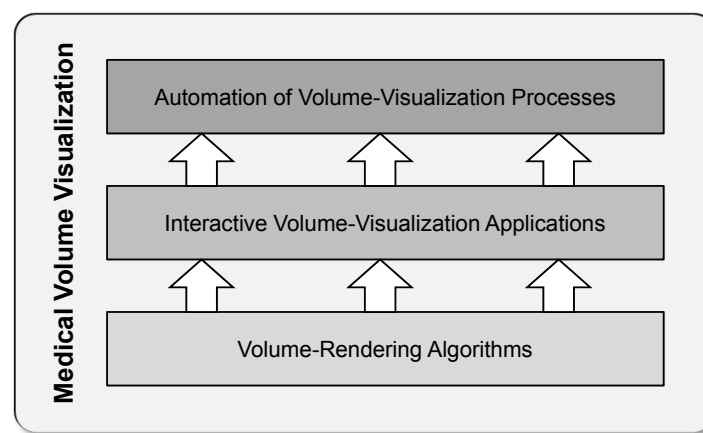 Medical Volume Visualization
Automation of Volume-Visualization Processes
Interactive Volume-Visualization Applications
Volume-Rendering Algorithms